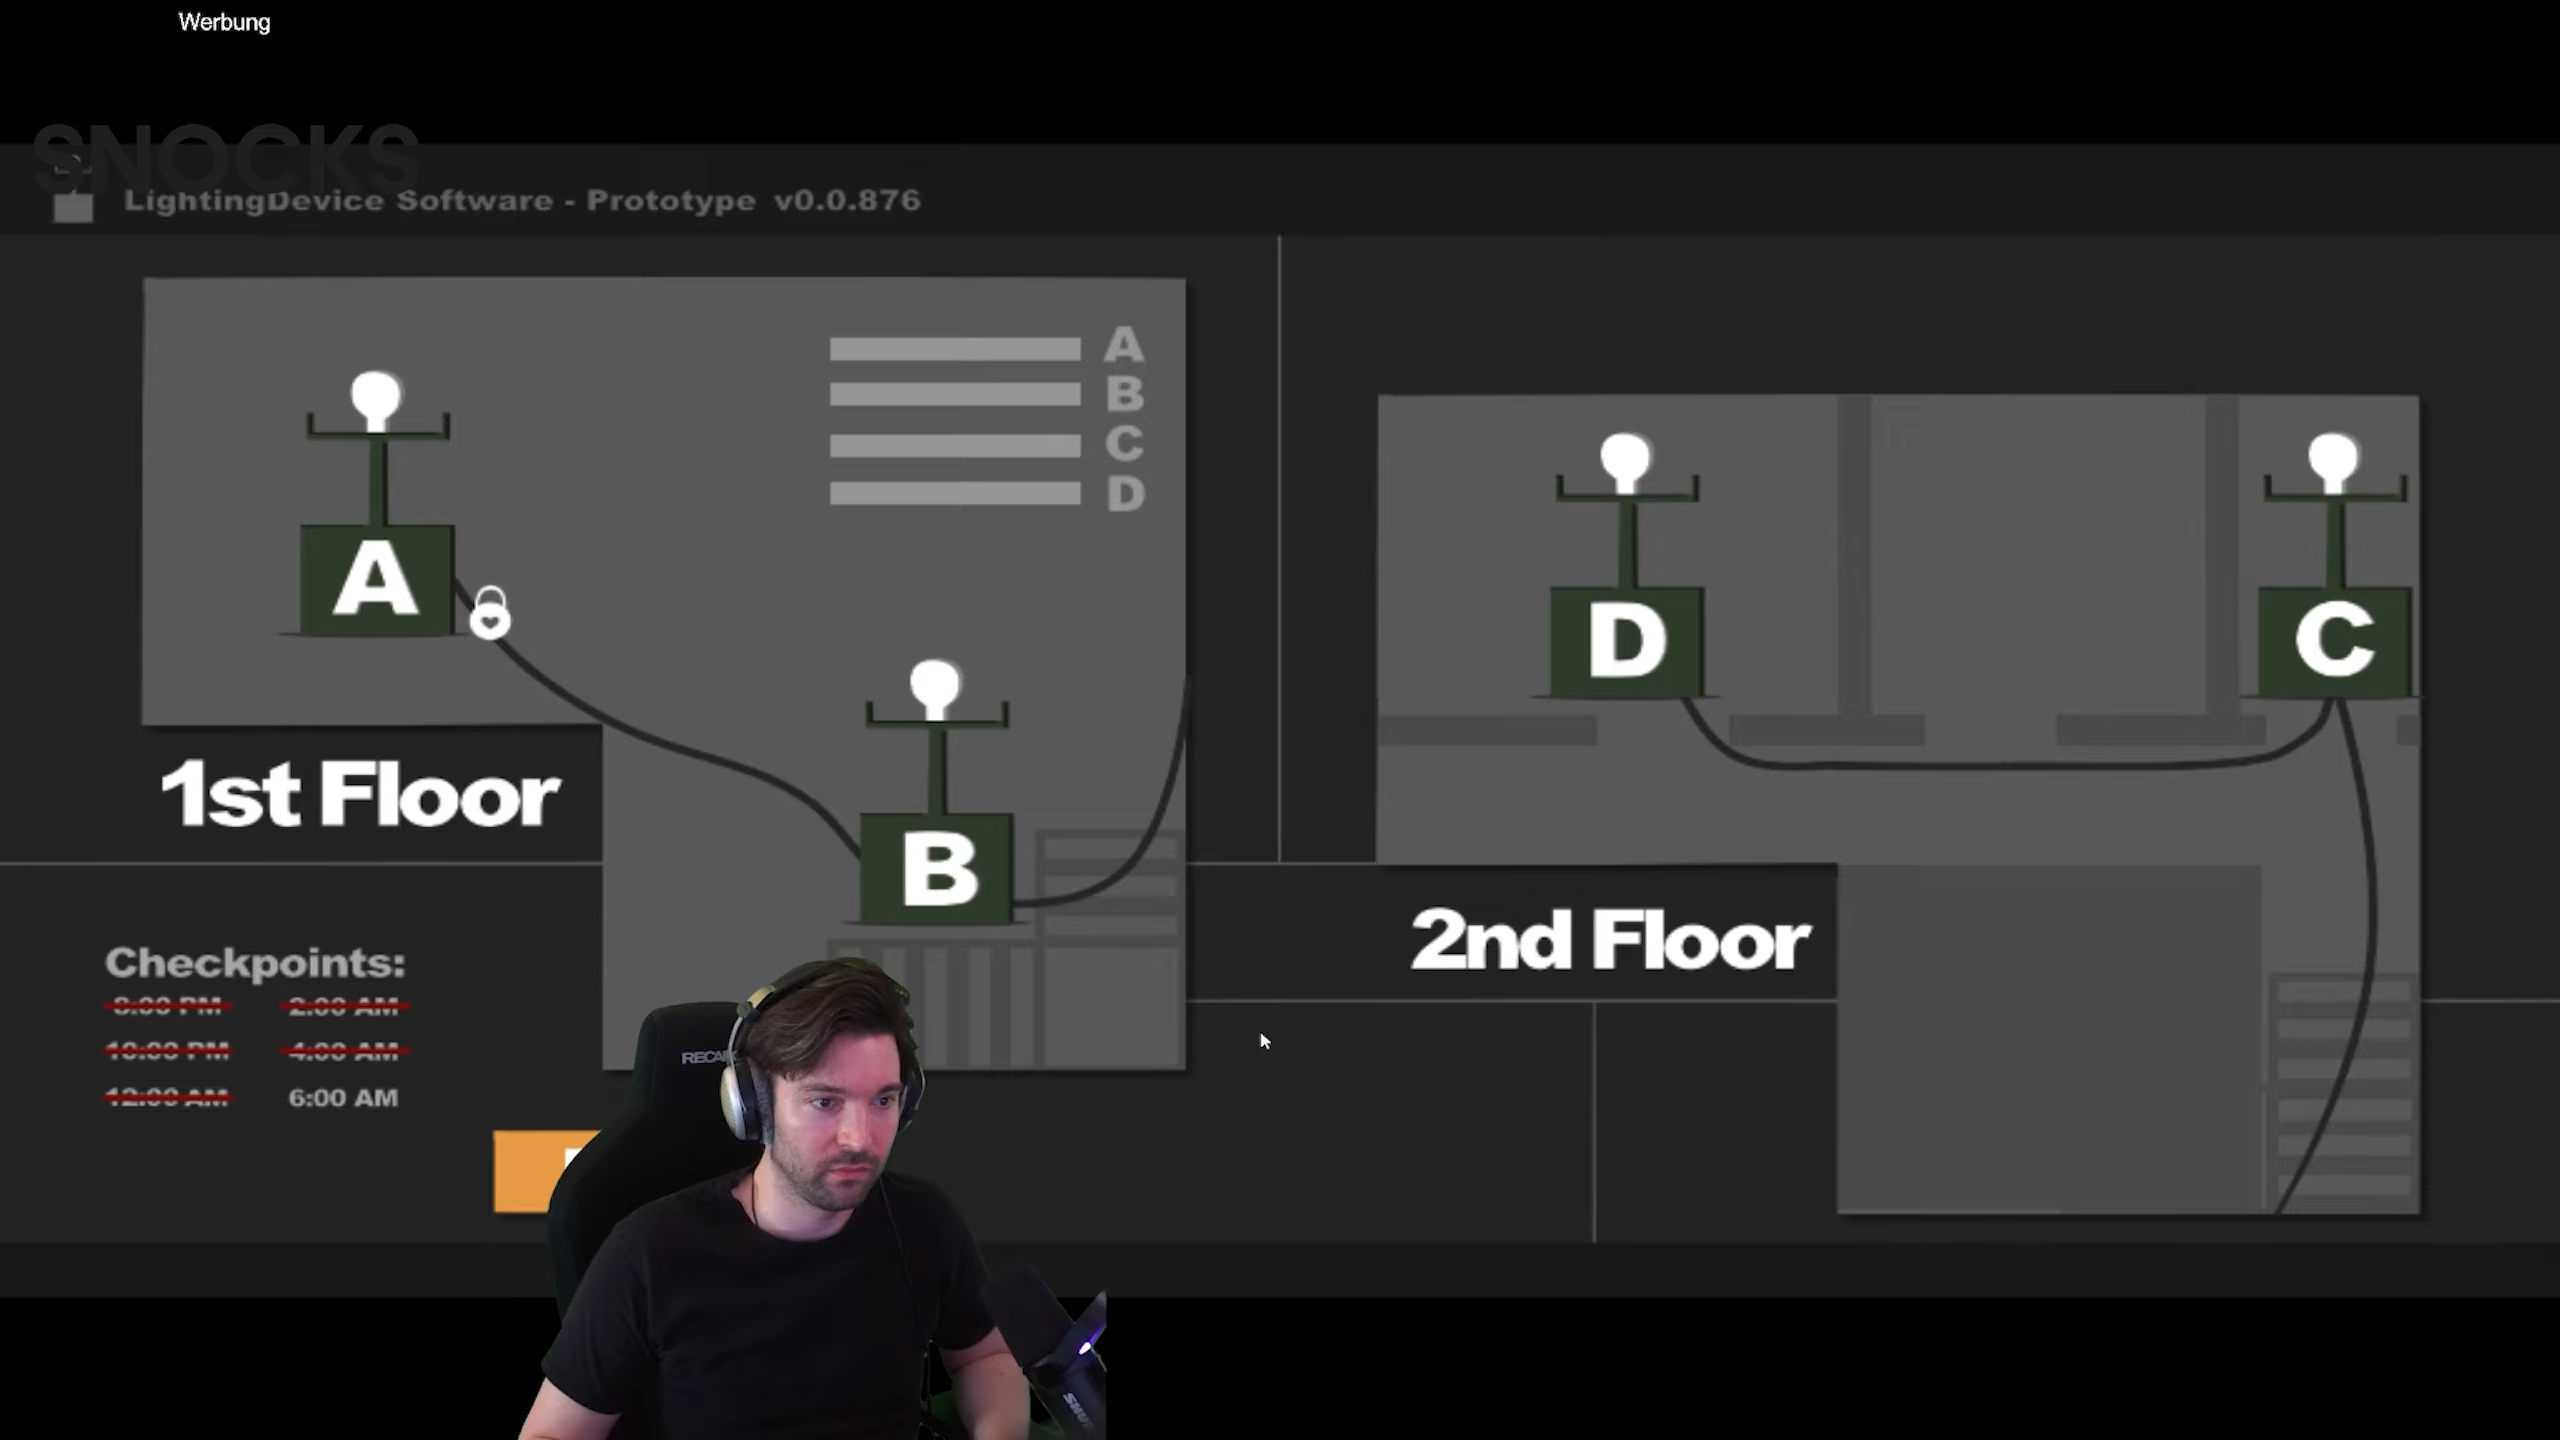 Werbung
SNOCKS
LightingDevice Software - Prototype v0.0.876
A
B
C
D
A
D
C
1st Floor
B
2nd Floor
Checkpoints:
8:00 PM 2:00 AM
10:00 PM 4:00 AM
12:00 AM 6:00 AM
SHURE